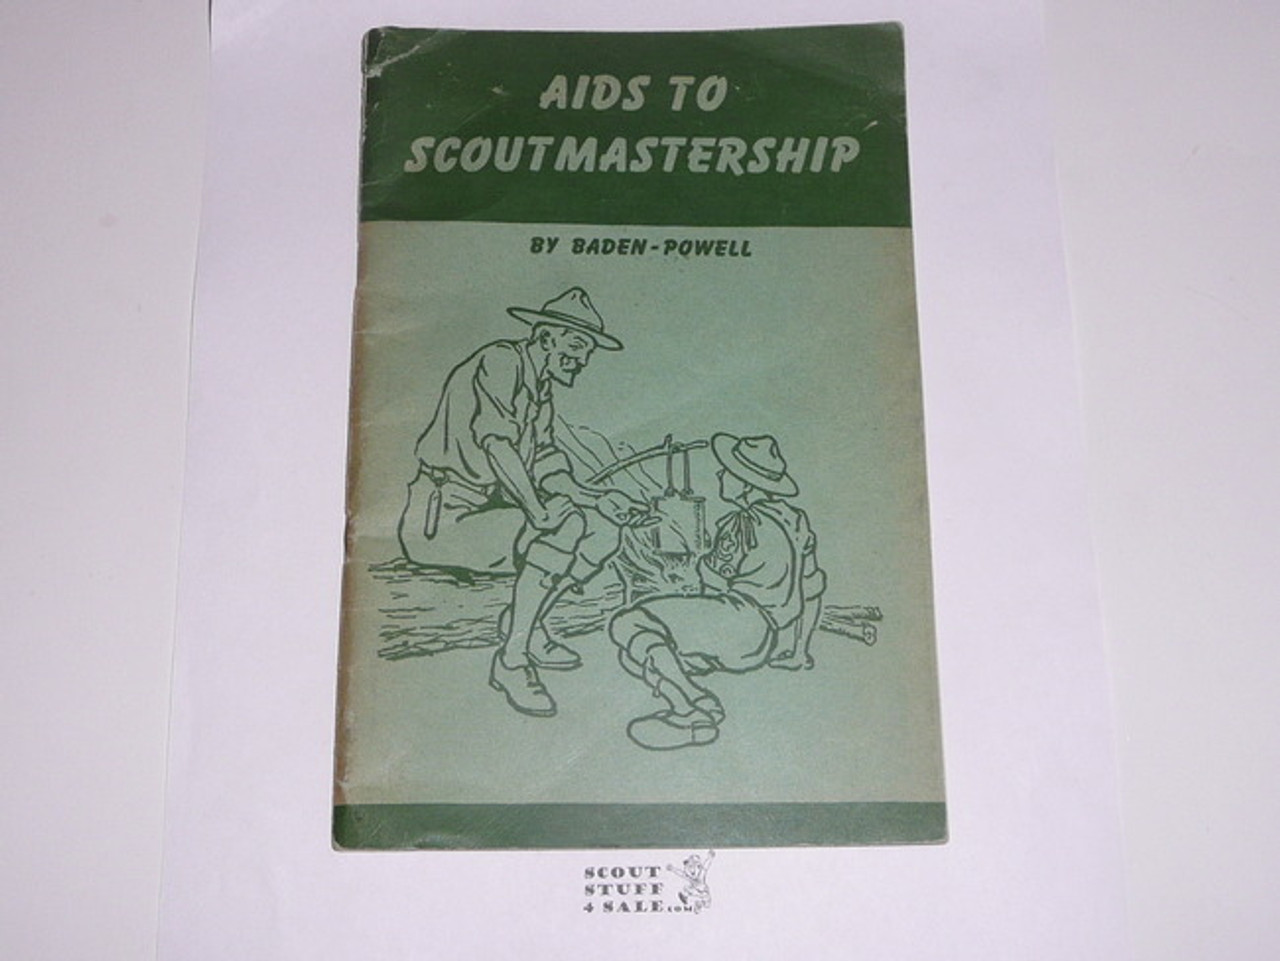 AIDS TO
SCOUTMASTERSHIP
BY BADEN-POWELL
SCOUT
STUFF
4 SALE.COM